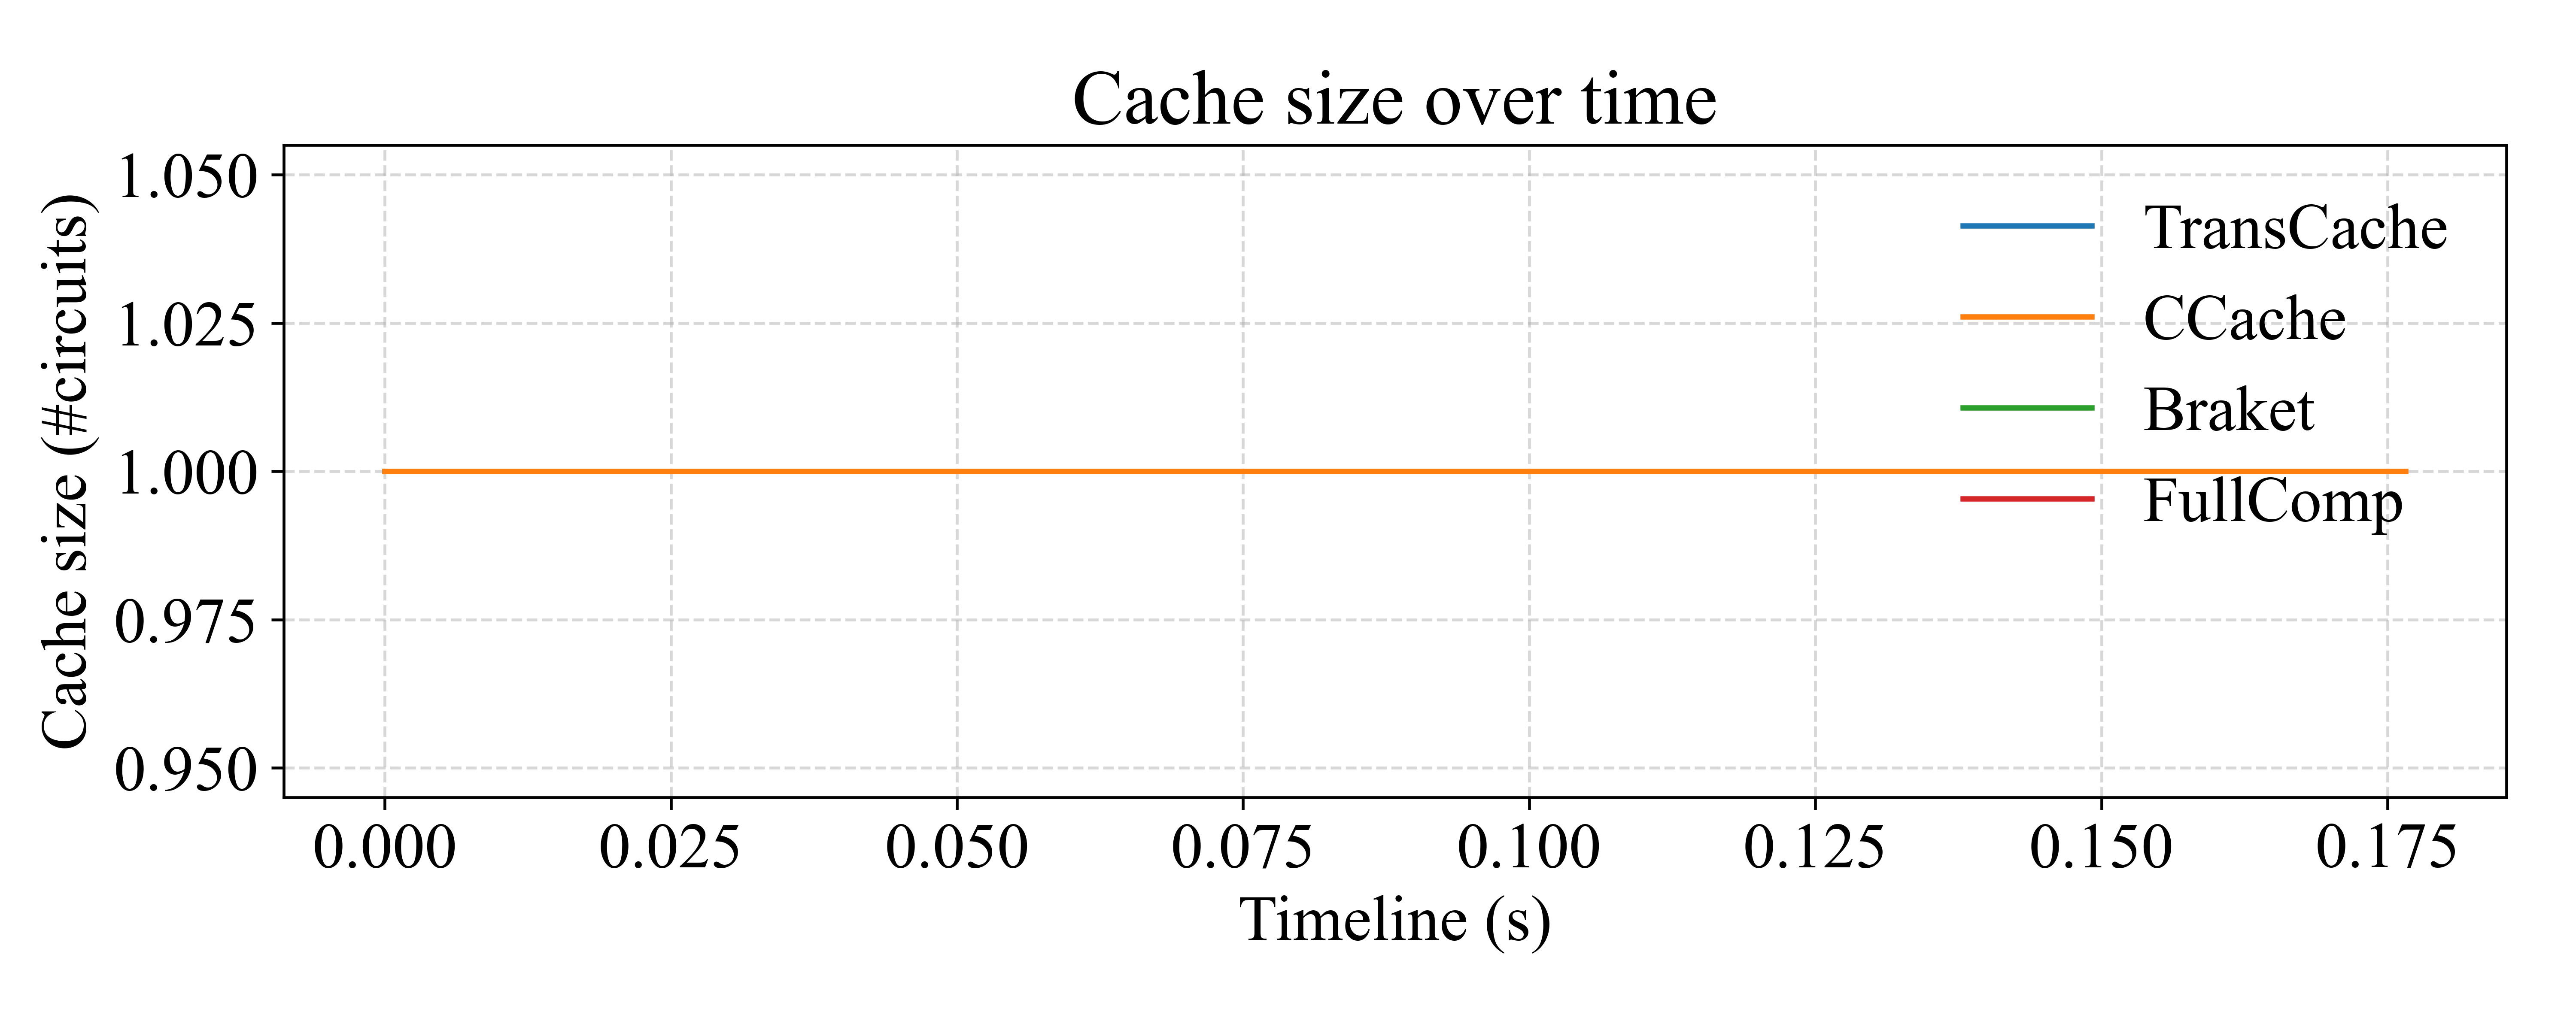 Cache size over time
Cache size (#circuits)
1.050
1.025
1.000
0.975
0.950
TransCache
CCache
Braket
FullComp
0.000 0.025 0.050 0.075 0.100 0.125 0.150 0.175
Timeline (s)